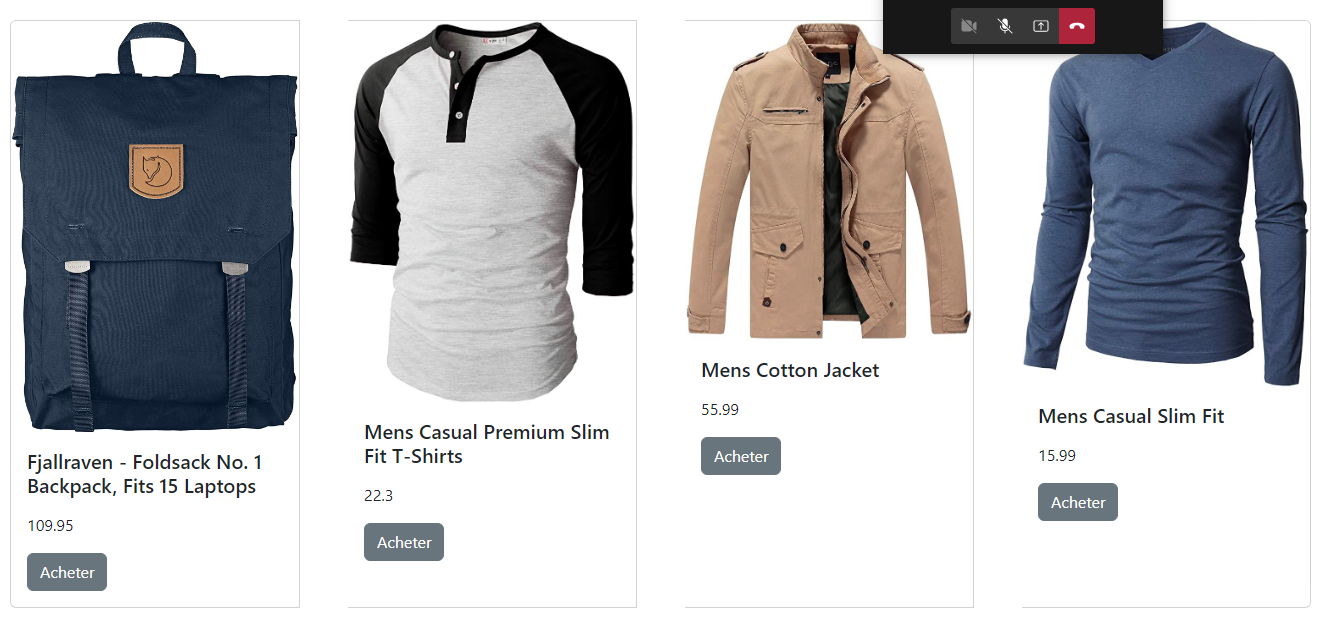 Fjallraven - Foldsack No. 1
Backpack, Fits 15 Laptops
109.95
Acheter
Mens Casual Premium Slim
Fit T-Shirts
22.3
Acheter
Mens Cotton Jacket
55.99
Acheter
Mens Casual Slim Fit
15.99
Acheter